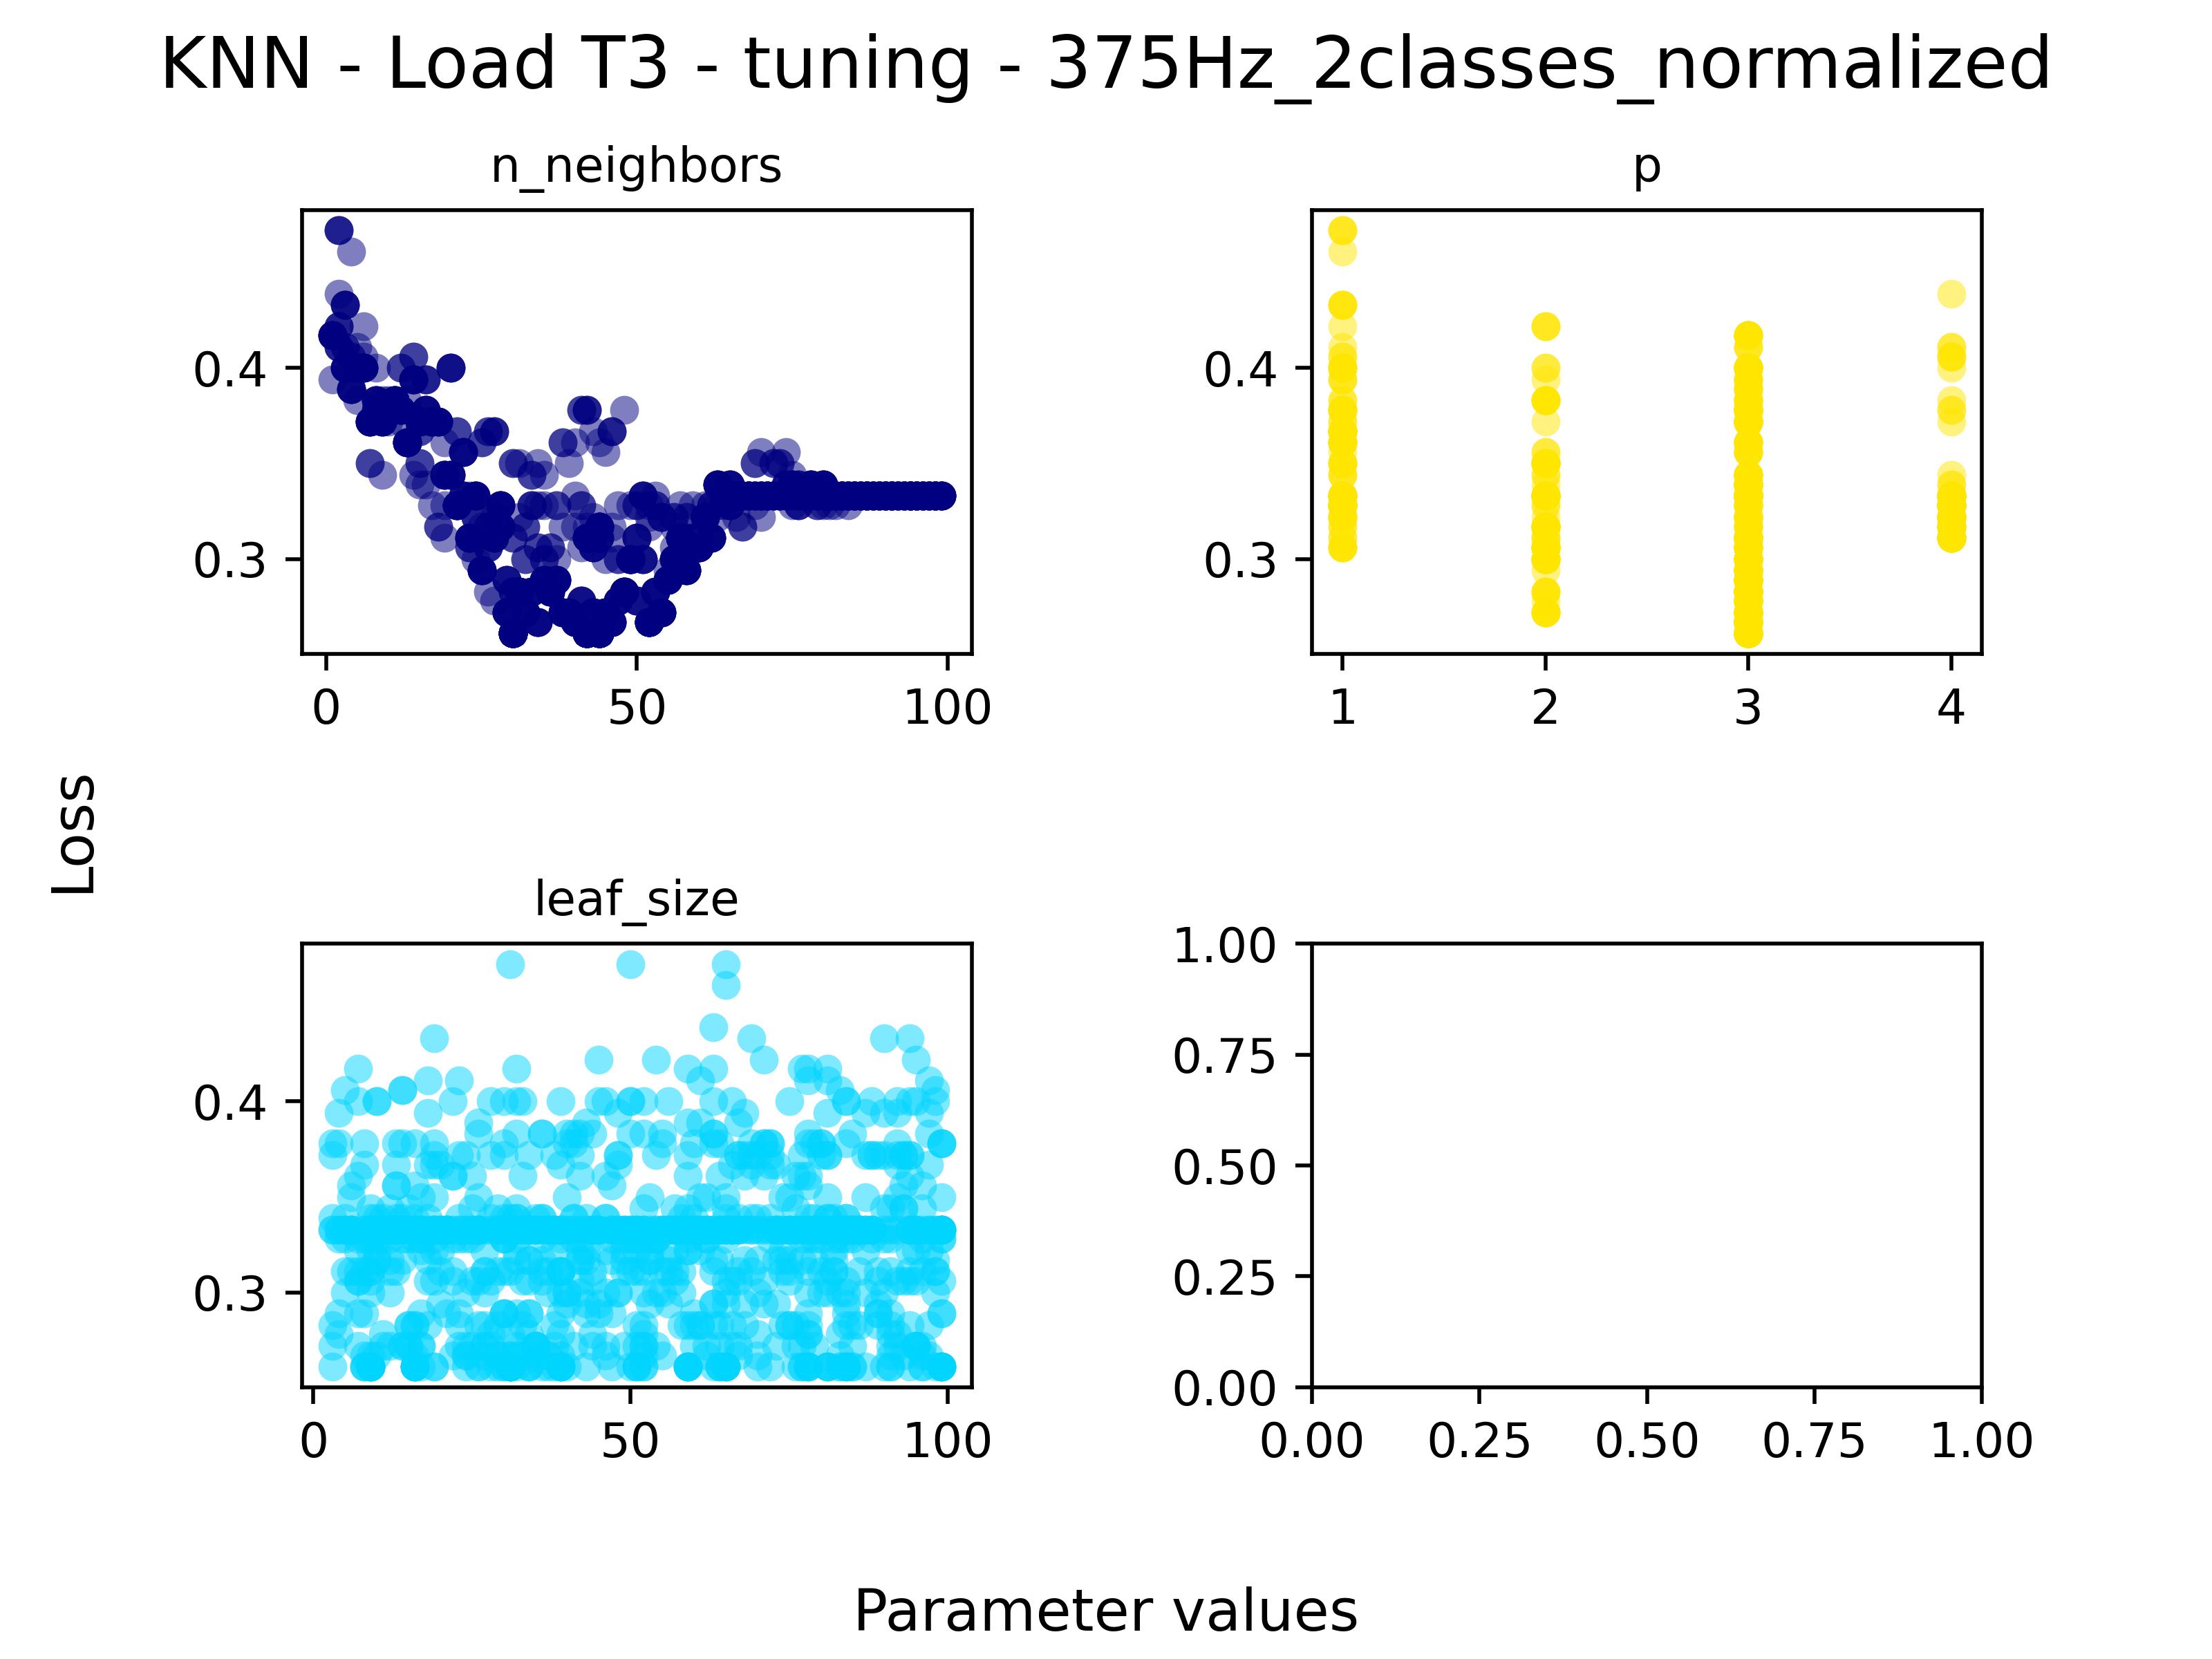 KNN - Load T3 - tuning - 375Hz_2classes_normalized
n_neighbors
0.4
0.3
0 50 100
p
0.4
0.3
1 2 3 4
Loss
leaf_size
0.4
0.3
0 50 100
1.00
0.75
0.50
0.25
0.00
0.00 0.25 0.50 0.75 1.00
Parameter values